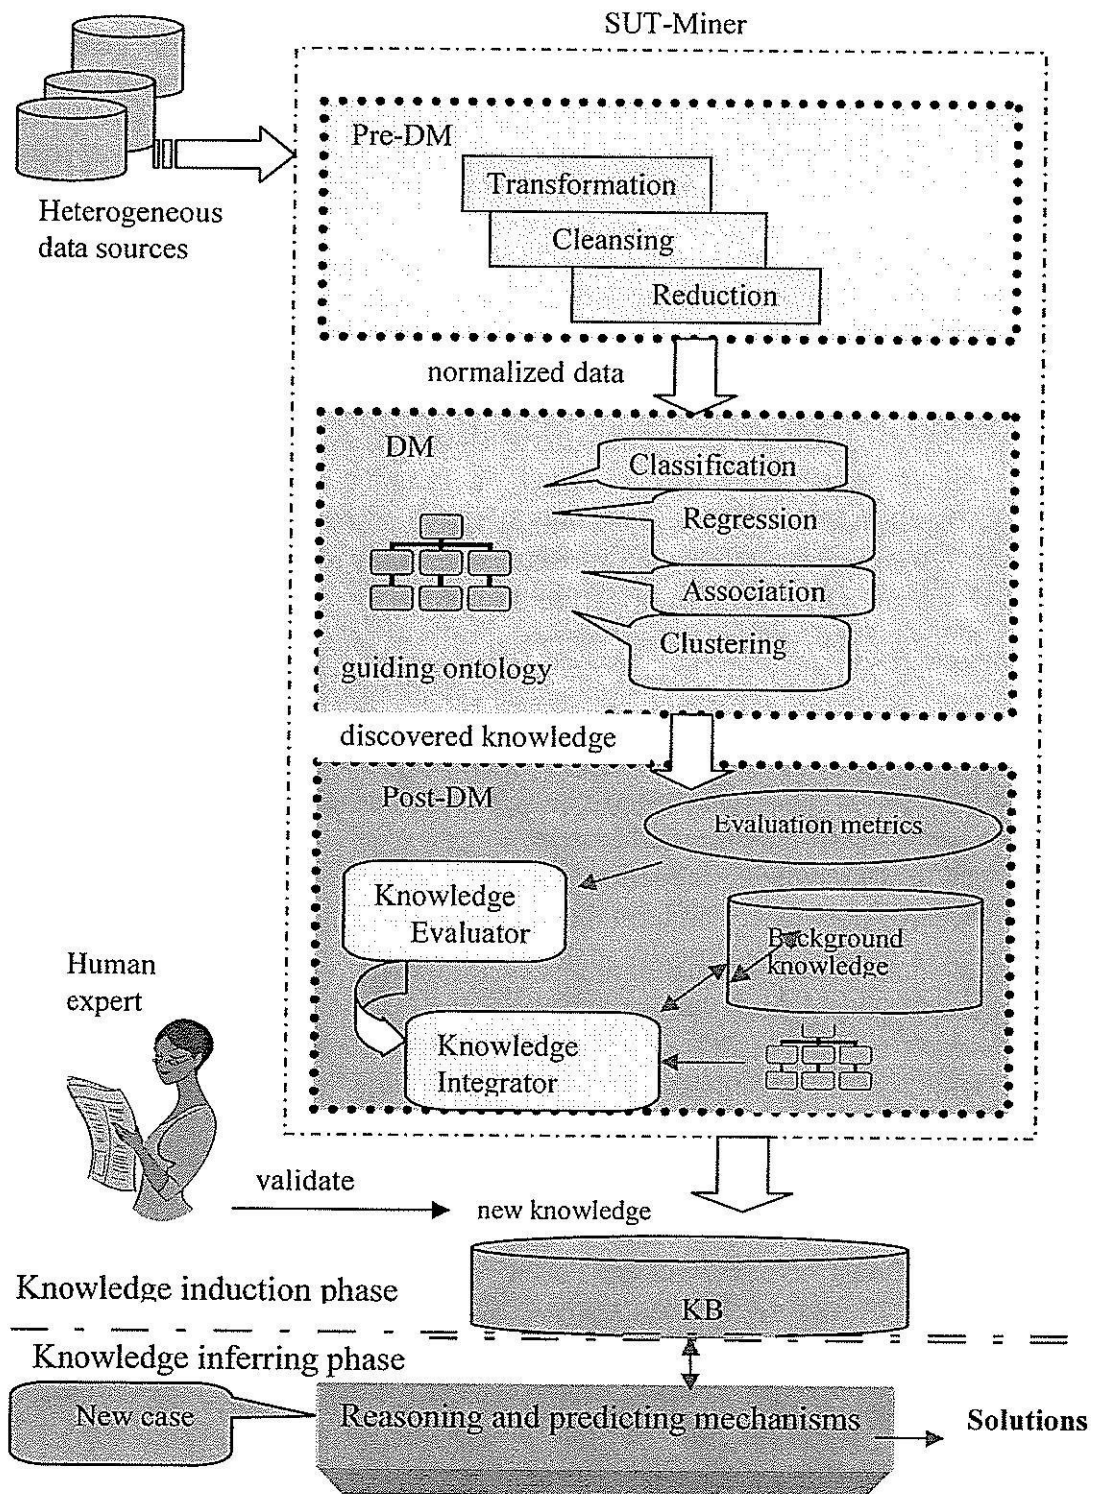 SUT-Miner
Pre-DM
Transformation
Cleansing
Reduction
Heterogeneous
data sources
normalized data
DM
Classification
Regression
Association
Clustering
guiding ontology
discovered knowledge
Post-DM
Evaluation metrics
Knowledge
Evaluator
Background
knowledge
Human
expert
Knowledge
Integrator
validate
new knowledge
Knowledge induction phase
KB
Knowledge inferring phase
New case
Reasoning and predicting mechanisms
Solutions